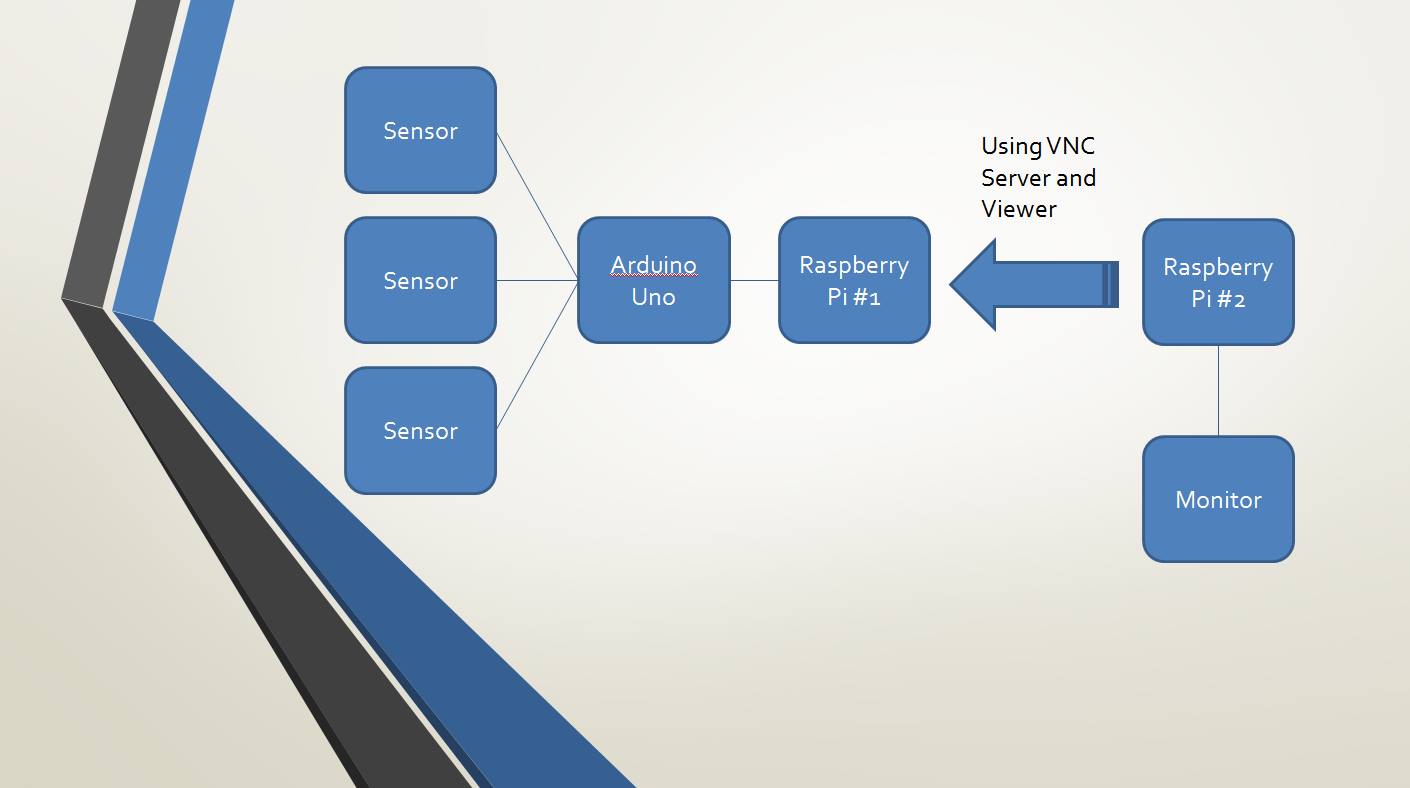 Sensor
Sensor
Sensor
Arduino
Uno
Raspberry
Pi #1
Using VNC
Server and
Viewer
Raspberry
Pi #2
Monitor